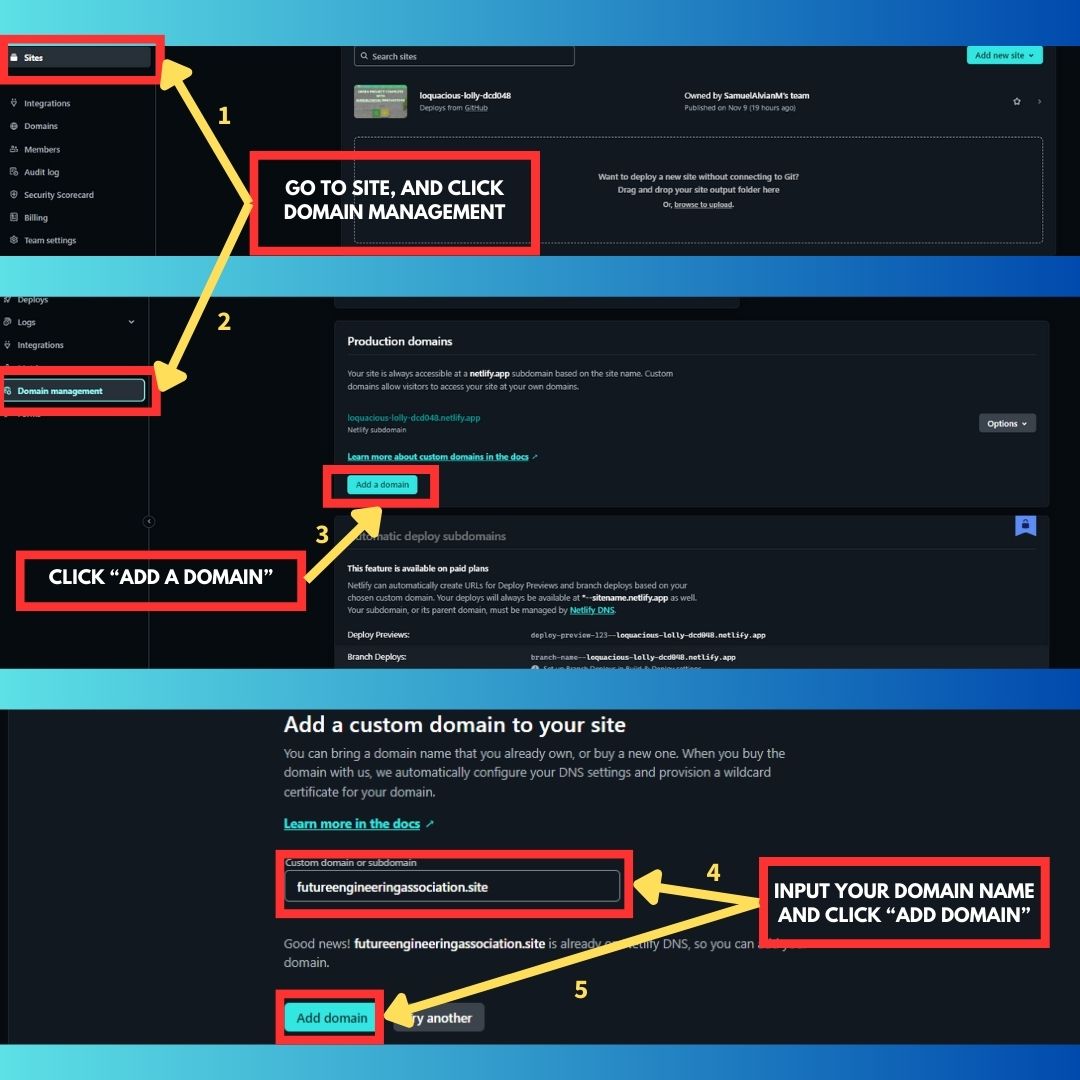 Sites
Search sites
Add new site
loquacious-lolly-dcd048
Deploys from GitHub
Owned by SamuelAlvianM's team
Published on Nov 9 (19 hours ago)
Integrations
Domains
Members
Audit log
Security Scorecard
Billing
Team settings
1
GO TO SITE, AND CLICK
DOMAIN MANAGEMENT
Want to deploy a new site without connecting to Git?
Drag and drop your site output folder here
Or, browse to upload.
Deploys
Logs
Integrations
Domain management
2
Production domains
Your site is always accessible at a netlify.app subdomain based on the site name. Custom
domains allow visitors to access your site at your own domains.
loquacious-lolly-dcd048.netlify.app
Netlify subdomain
Options
Learn more about custom domains in the docs
Add a domain
3
CLICK “ADD A DOMAIN”
deploy subdomains
This feature is available on paid plans
Netlify can automatically create URLs for Deploy Previews and branch deploys based on your
chosen custom domain. Your deploys will always be available at *--sitename.netlify.app as well.
Your subdomain, or its parent domain, must be managed by Netlify DNS.
Deploy Previews:
deploy-preview-123--loquacious-lolly-dcd048.netlify.app
Branch Deploys:
branch-name--loquacious-lolly-dcd048.netlify.app
Add a custom domain to your site
You can bring a domain name that you already own, or buy a new one. When you buy the
domain with us, we automatically configure your DNS settings and provision a wildcard
certificate for your domain.
Learn more in the docs
Custom domain or subdomain
futureengineeringassociation.site
4
INPUT YOUR DOMAIN NAME
AND CLICK “ADD DOMAIN”
Good news! futureengineeringassociation.site is already on Netlify DNS, so you can
domain.
5
Add domain
another